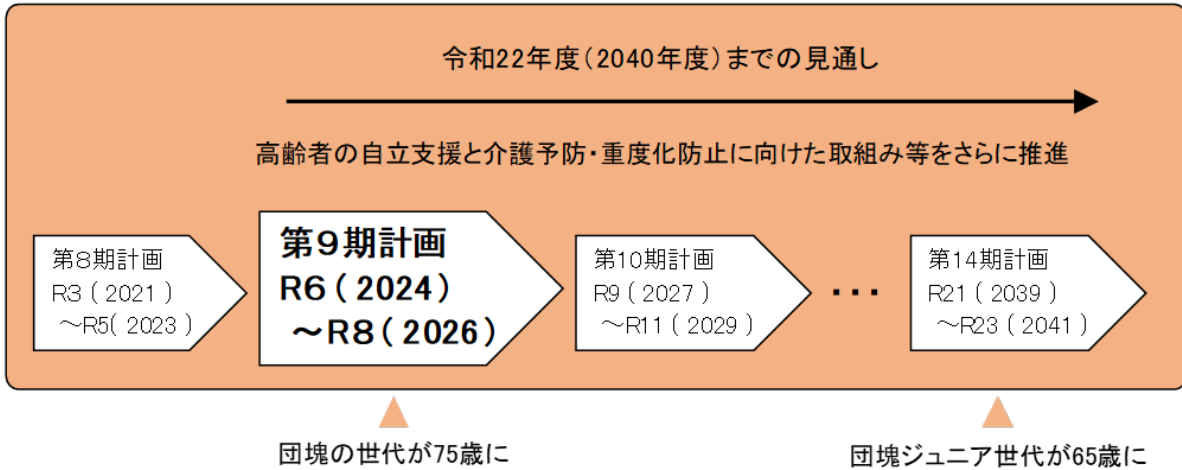 令和22年度(2040年度)までの見通し
高齢者の自立支援と介護予防・重度化防止に向けた取組み等をさらに推進
第8期計画
R3(2021)
～R5(2023)
第9期計画
R6(2024)
～R8(2026)
第10期計画
R9(2027)
～R11(2029)
・・・
第14期計画
R21(2039)
～R23(2041)
団塊の世代が75歳に
団塊ジュニア世代が65歳に